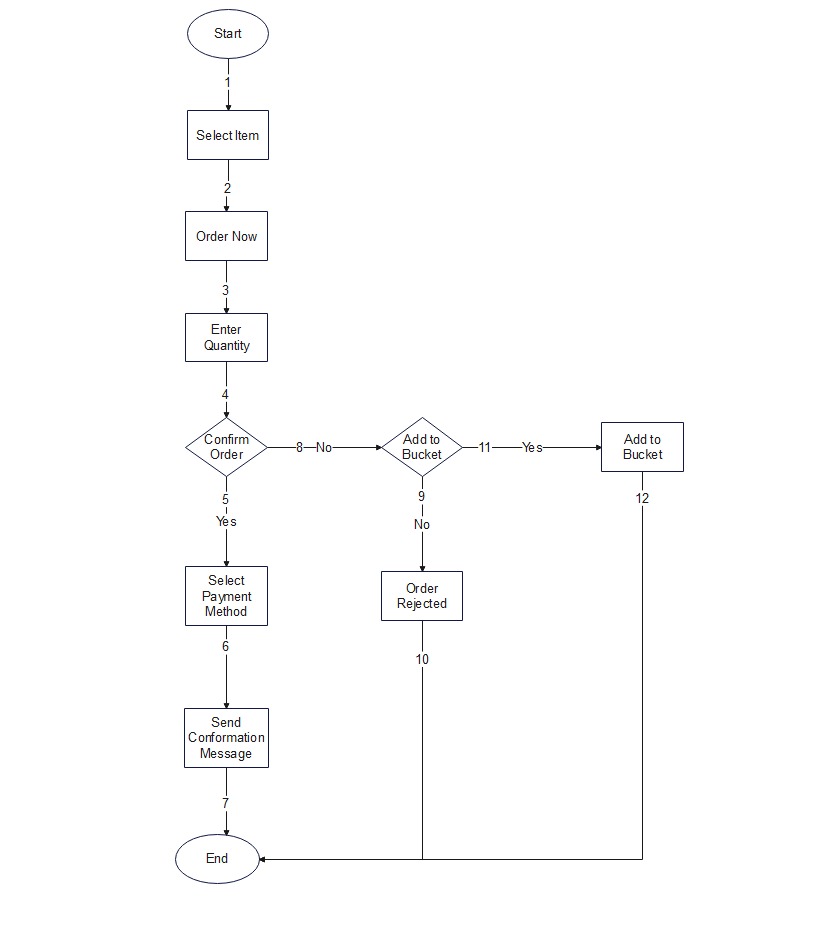 Start
1
Select Item
2
Order Now
3
Enter
Quantity
4
Confirm
Order
8 No
Add to
Bucket
11 Yes
Add to
Bucket
5
Yes
9
No
12
Select
Payment
Method
Order
Rejected
6
10
Send
Conformation
Message
7
End